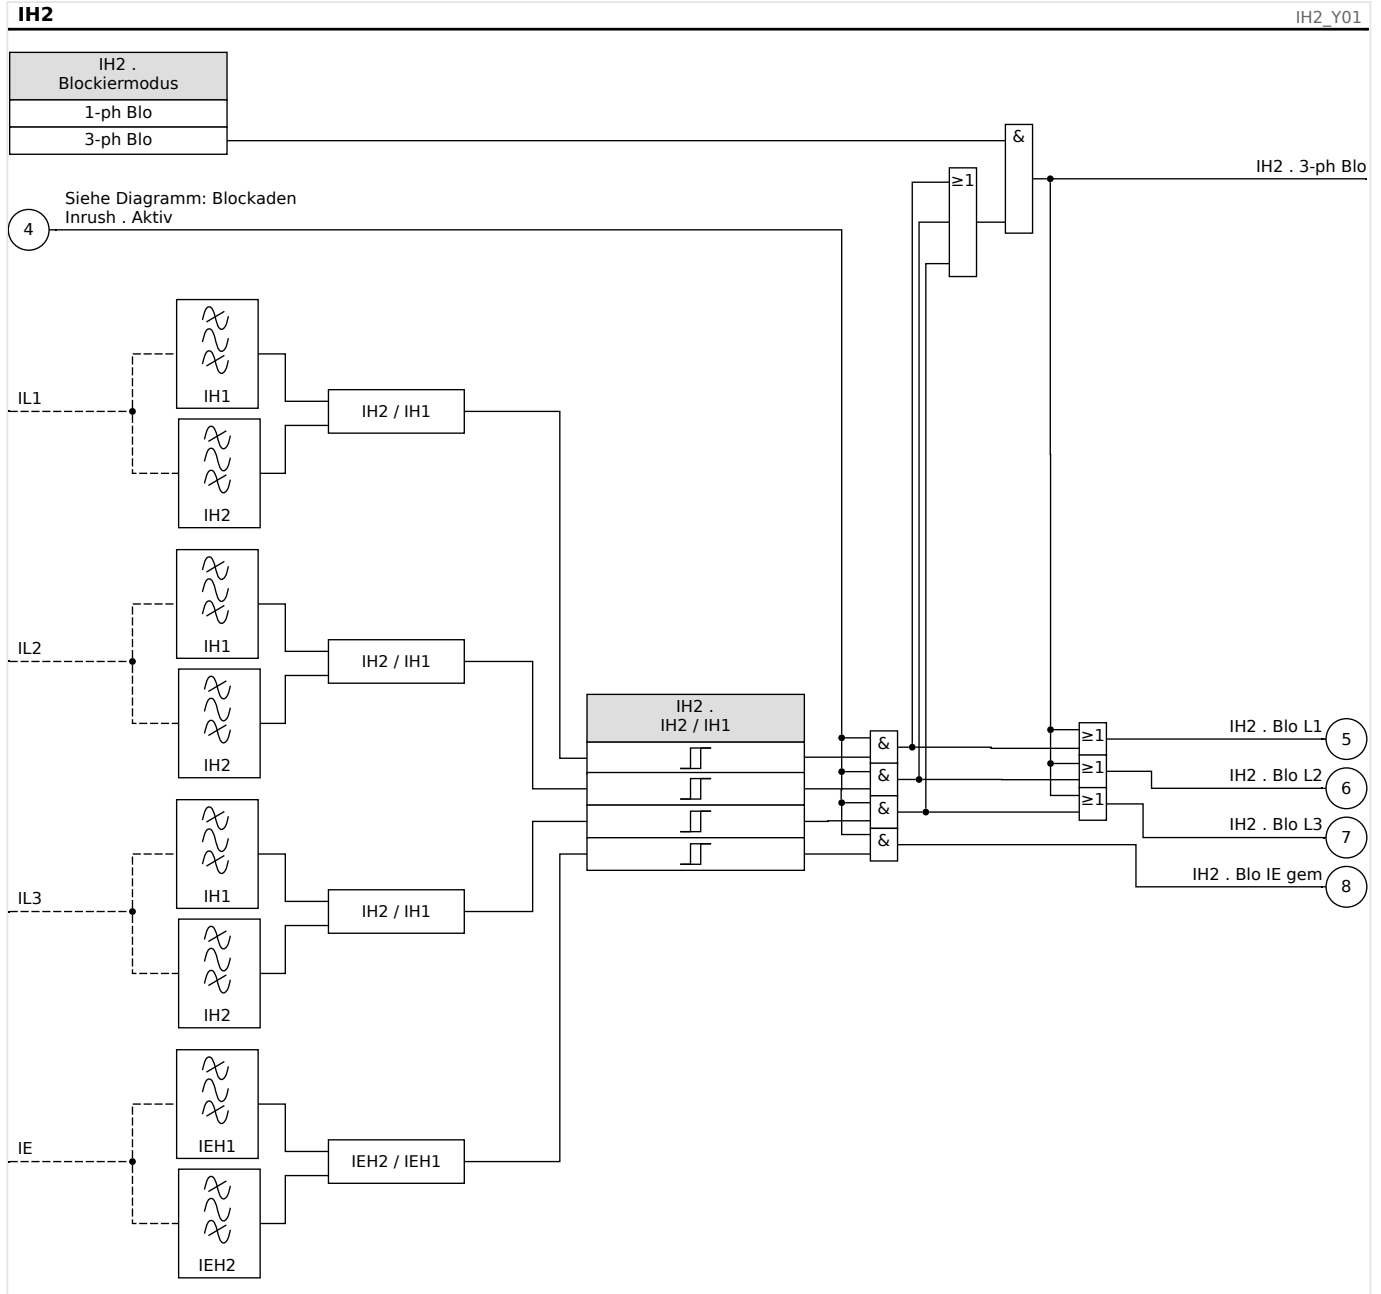 IH2
IH2_Y01
IH2 .
Blockiermodus
1-ph Blo
3-ph Blo
&
IH2 . 3-ph Blo
≥1
Siehe Diagramm: Blockaden
Inrush . Aktiv
4
IH1
IL1
IH2 / IH1
IH2
IH1
IL2
IH2 / IH1
IH2
IH2 .
IH2 / IH1
&
&
&
&
≥1
≥1
≥1
IH2 . Blo L1
5
IH2 . Blo L2
6
IH2 . Blo L3
7
IH2 . Blo IE gem
8
IH1
IL3
IH2 / IH1
IH2
IEH1
IE
IEH2 / IEH1
IEH2